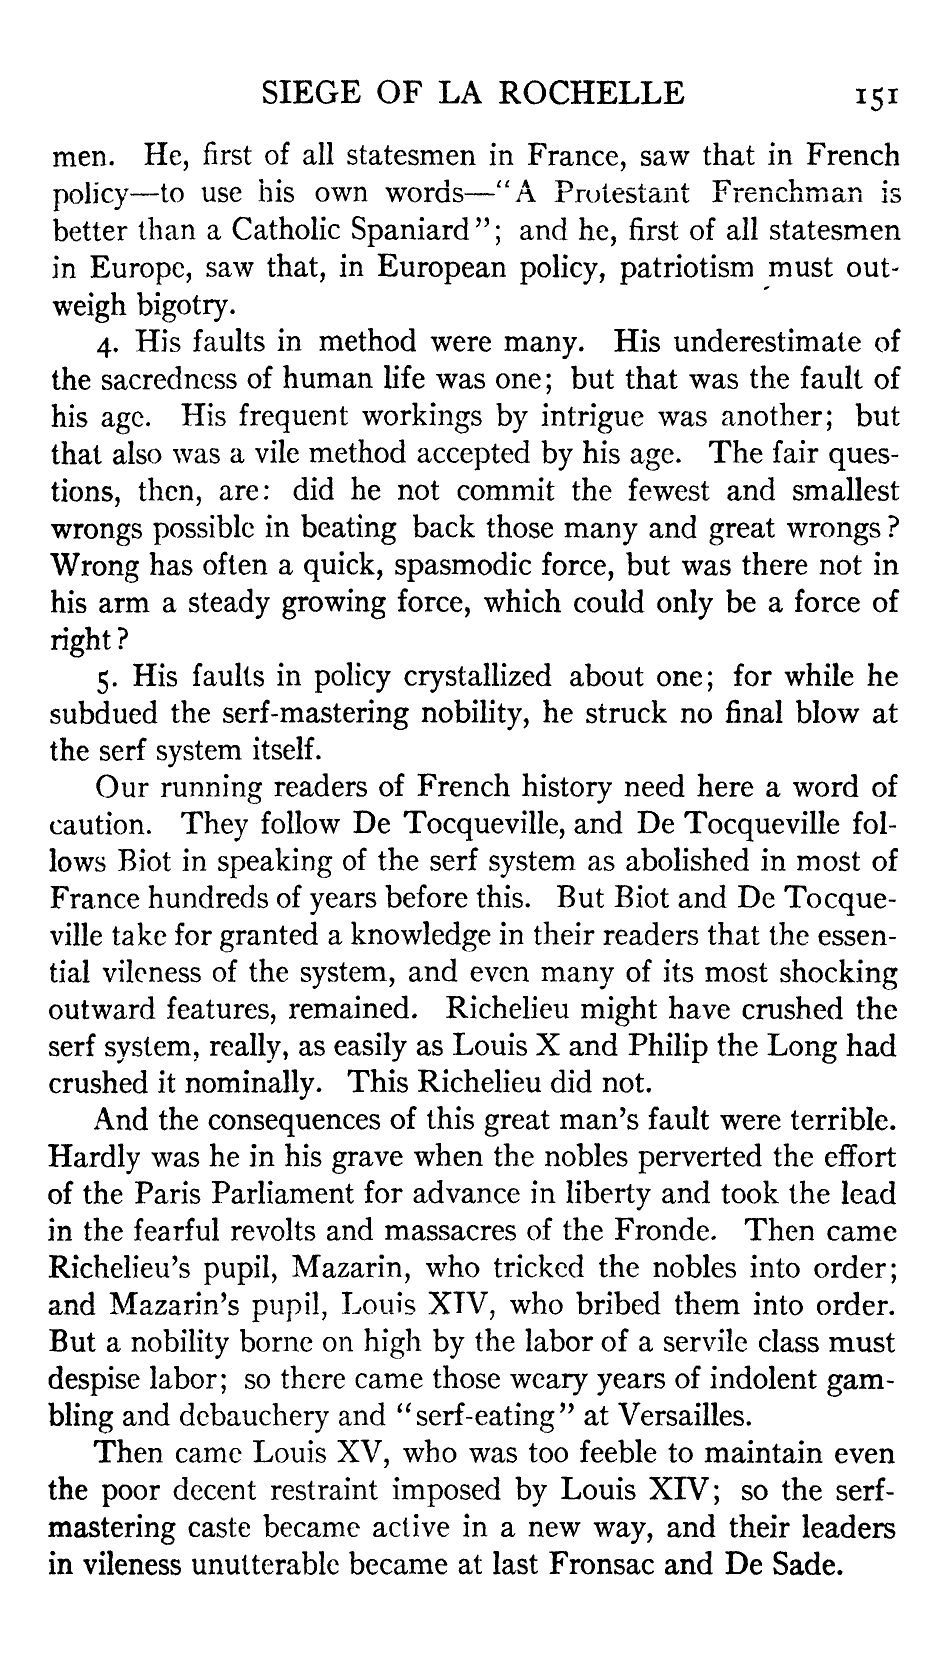 SIEGE OF LA ROCHELLE 151
men. He, first of all statesmen in France, saw that in French
policy—to use his own words—"A Protestant Frenchman is
better than a Catholic Spaniard"; and he, first of all statesmen
in Europe, saw that, in European policy, patriotism must out-
weigh bigotry.
4. His faults in method were many. His underestimate of
the sacredness of human life was one; but that was the fault of
his age. His frequent workings by intrigue was another; but
that also was a vile method accepted by his age. The fair ques-
tions, then, are: did he not commit the fewest and smallest
wrongs possible in beating back those many and great wrongs?
Wrong has often a quick, spasmodic force, but was there not in
his arm a steady growing force, which could only be a force of
right?
5. His faults in policy crystallized about one; for while he
subdued the serf-mastering nobility, he struck no final blow at
the serf system itself.
Our running readers of French history need here a word of
caution. They follow De Tocqueville, and De Tocqueville fol-
lows Biot in speaking of the serf system as abolished in most of
France hundreds of years before this. But Biot and De Tocque-
ville take for granted a knowledge in their readers that the essen-
tial vileness of the system, and even many of its most shocking
outward features, remained. Richelieu might have crushed the
serf system, really, as easily as Louis X and Philip the Long had
crushed it nominally. This Richelieu did not.
And the consequences of this great man's fault were terrible.
Hardly was he in his grave when the nobles perverted the effort
of the Paris Parliament for advance in liberty and took the lead
in the fearful revolts and massacres of the Fronde. Then came
Richelieu's pupil, Mazarin, who tricked the nobles into order;
and Mazarin's pupil, Louis XIV, who bribed them into order.
But a nobility borne on high by the labor of a servile class must
despise labor; so there came those weary years of indolent gam-
bling and debauchery and "serf-eating" at Versailles.
Then came Louis XV, who was too feeble to maintain even
the poor decent restraint imposed by Louis XIV; so the serf-
mastering caste became active in a new way, and their leaders
in vileness unutterable became at last Fronsac and De Sade.